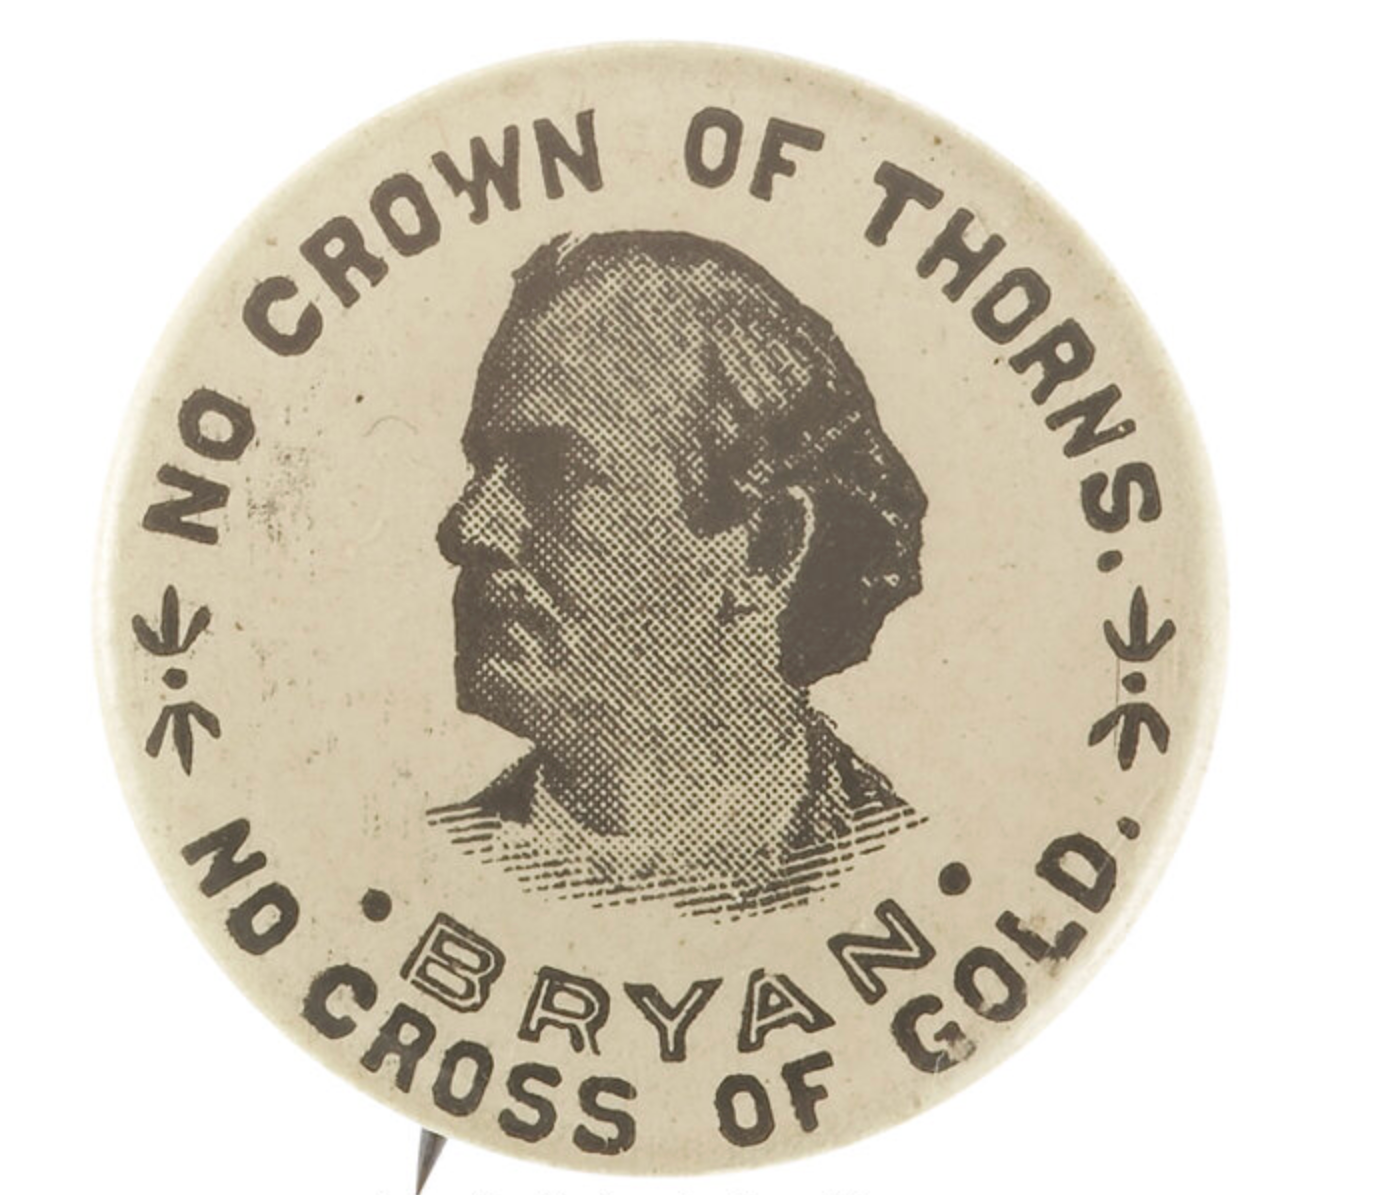 NO CROWN OF THORNS.
BRYAN
NO CROSS OF GOLD.